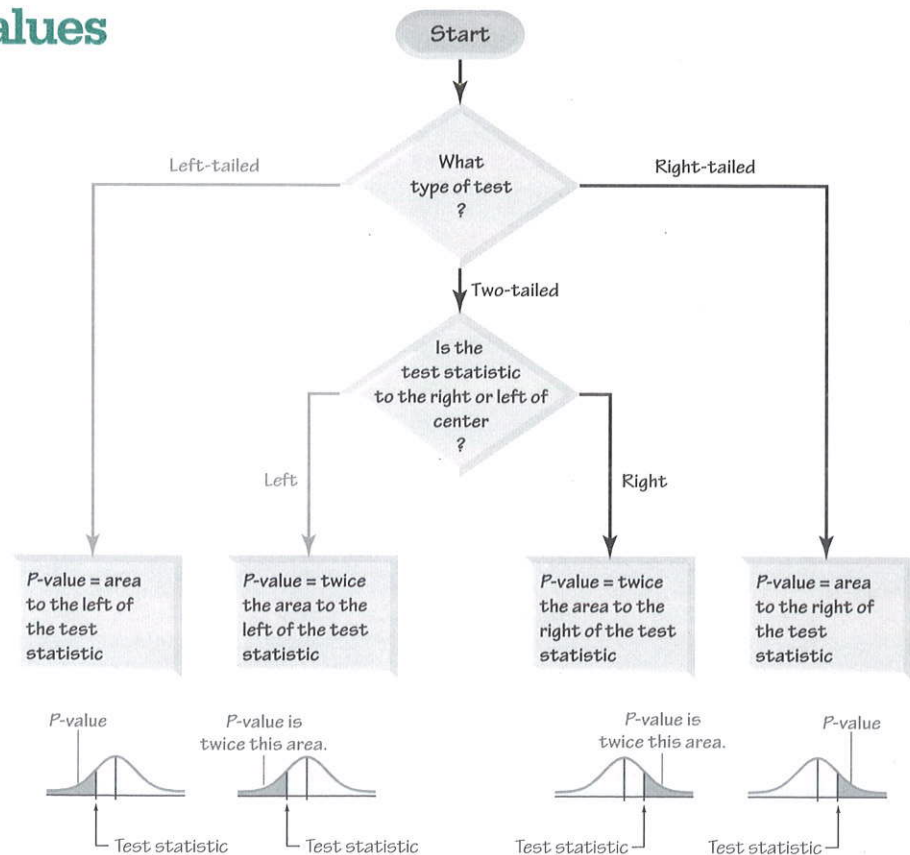 alues
Start
What
type of test
?
Left-tailed
Right-tailed
Two-tailed
Is the
test statistic
to the right or left of
center
?
Left
Right
P-value = area
to the left of
the test
statistic
P-value = twice
the area to the
left of the test
statistic
P-value = twice
the area to the
right of the test
statistic
P-value = area
to the right of
the test
statistic
P-value
P-value is
twice this area.
P-value is
twice this area.
P-value
Test statistic
Test statistic
Test statistic
Test statistic